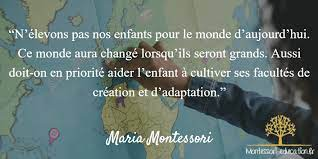 “N’élevons pas nos enfants pour le monde d’aujourd’hui.
Ce monde aura changé lorsqu’ils seront grands. Aussi
doit-on en priorité aider l’enfant à cultiver ses facultés de
création et d’adaptation.”
Maria Montessori
Montessori-education.fr